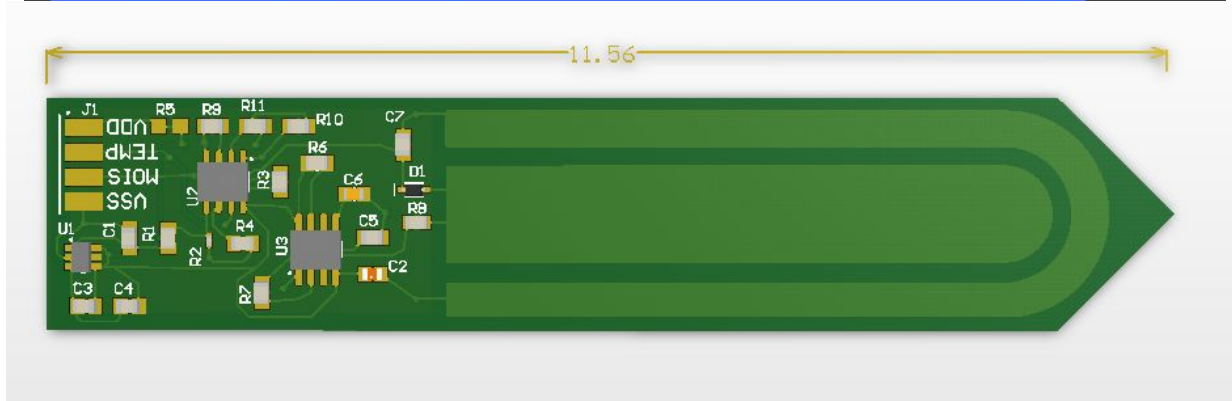 11.56
J1 R5 R9 R11
VDD R10 C7
TEMP R6
MOIS R3 D1
VSS U2 C6
R8
U1 C1 R1 R2 R4 U3 C5
C2
C3 C4 R7